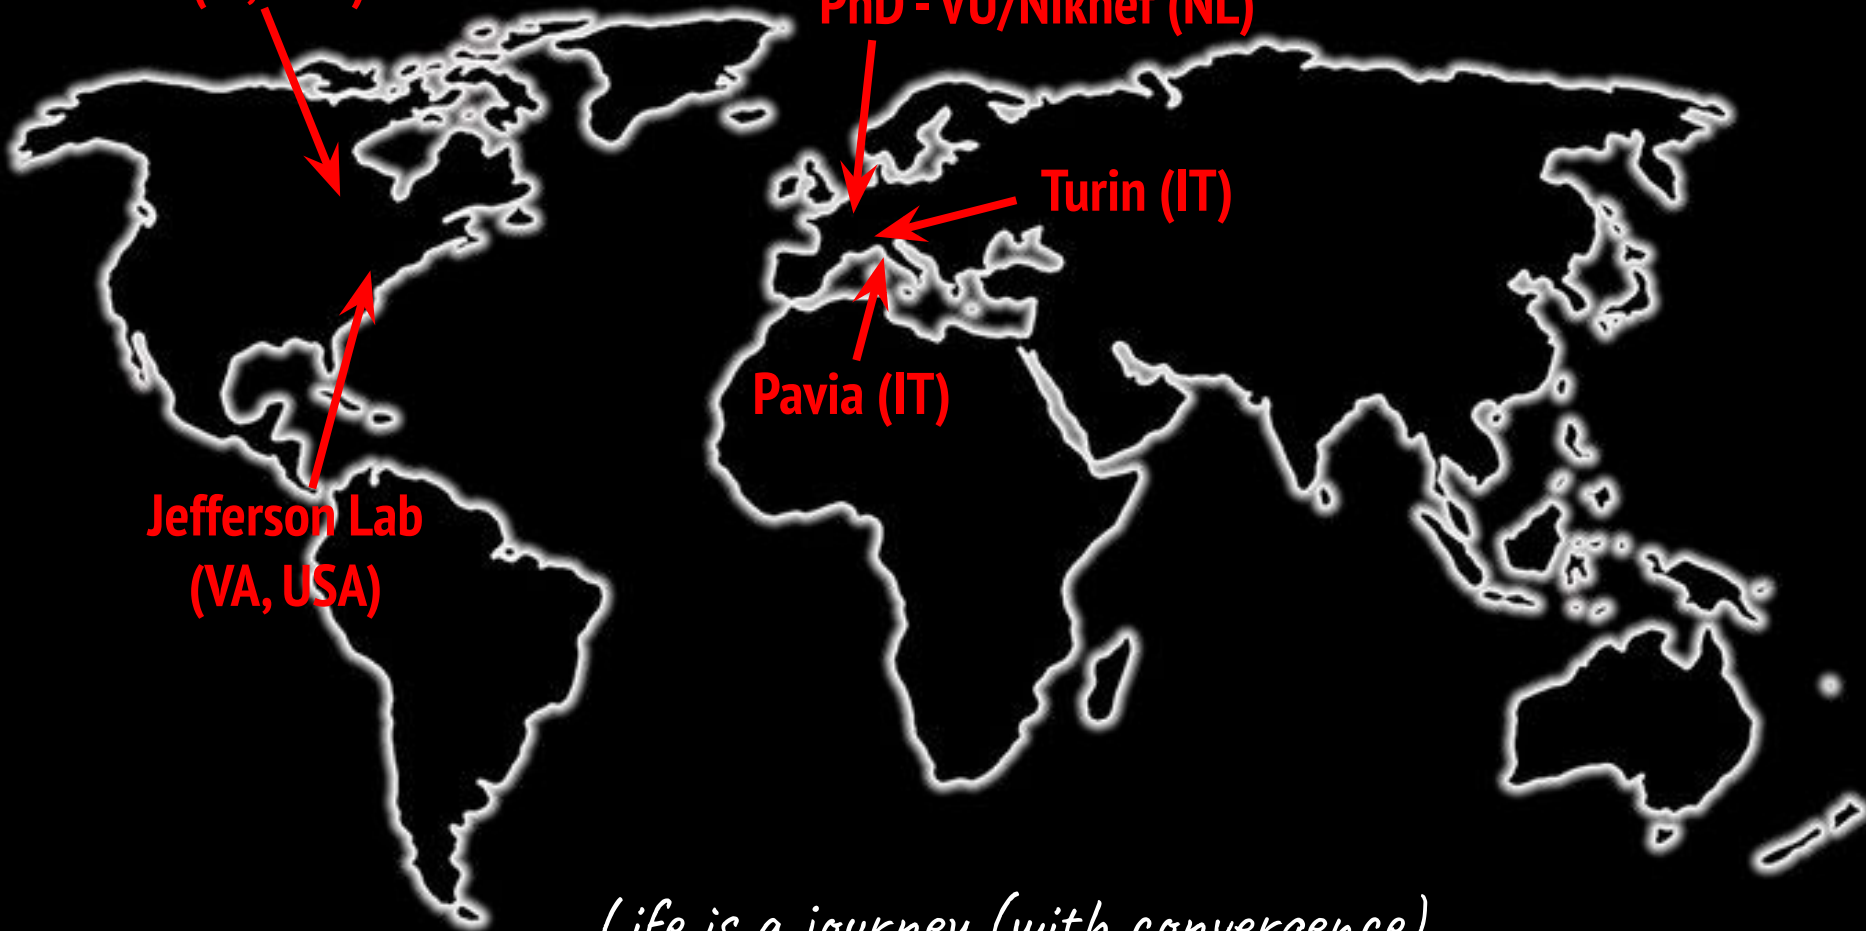 PhD - VU/Nikhef (NL)
Turin (IT)
Pavia (IT)
Jefferson Lab
(VA, USA)
Life is a journey (with convergence)